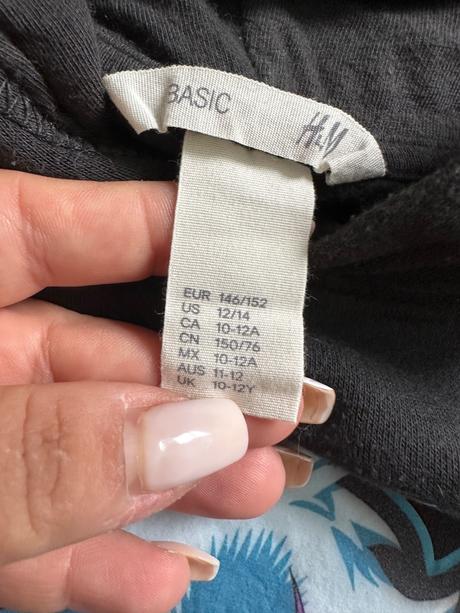 BASIC H&M
EUR 146/152
US 12/14
CA 10-12A
CN 150/76
MX 10-12A
AUS 11-12
UK 10-12Y